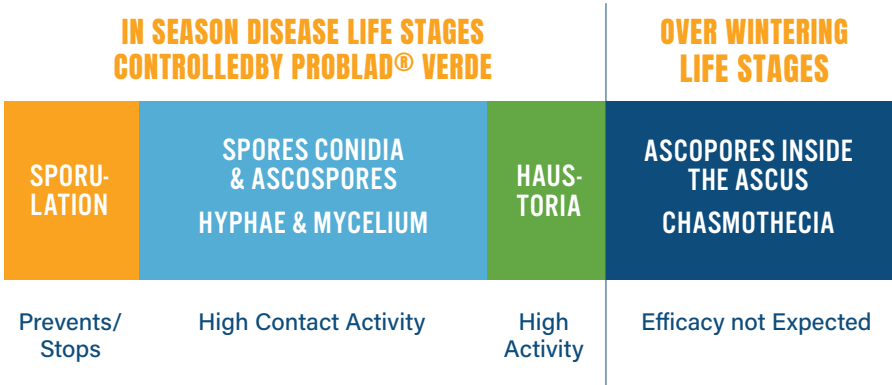 IN SEASON DISEASE LIFE STAGES
CONTROLLEDBY PROBLAD® VERDE
OVER WINTERING
LIFE STAGES
SPORU-
LATION
SPORES CONIDIA
& ASCOSPORES
HYPHAE & MYCELIUM
HAUS-
TORIA
ASCOPORES INSIDE
THE ASCUS
CHASMOTHECIA
Prevents/
Stops
High Contact Activity
High
Activity
Efficacy not Expected